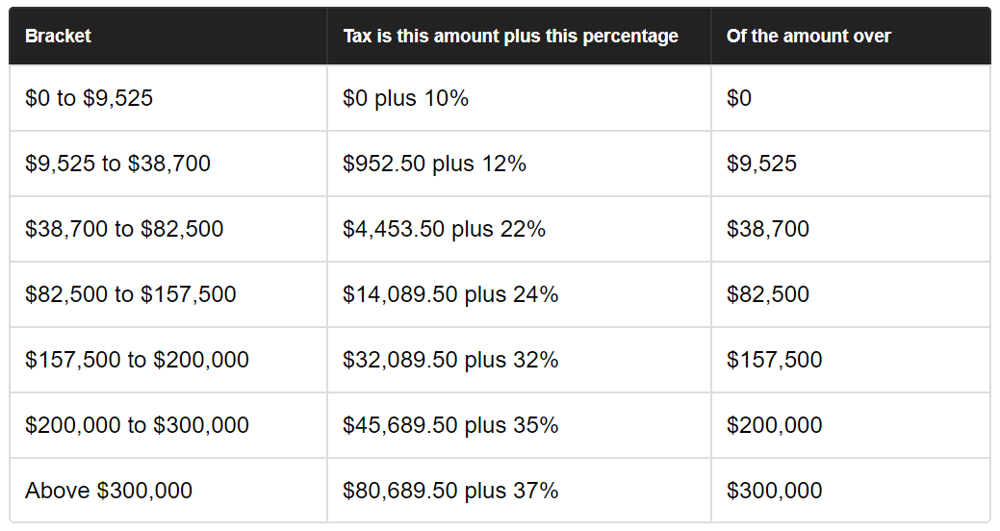 Bracket Tax is this amount plus this percentage Of the amount over
$0 to $9,525 $0 plus 10% $0
$9,525 to $38,700 $952.50 plus 12% $9,525
$38,700 to $82,500 $4,453.50 plus 22% $38,700
$82,500 to $157,500 $14,089.50 plus 24% $82,500
$157,500 to $200,000 $32,089.50 plus 32% $157,500
$200,000 to $300,000 $45,689.50 plus 35% $200,000
Above $300,000 $80,689.50 plus 37% $300,000